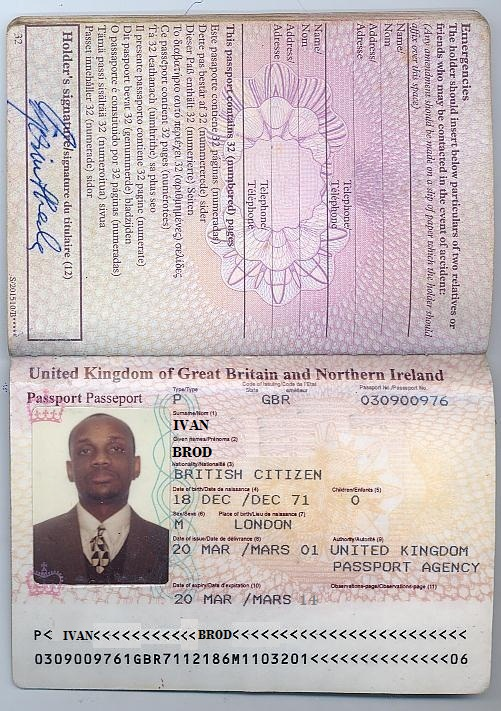 Emergencies
The holder should insert below particulars of two relatives or
friends who may be contacted in the event of accident:
(Any amendment should be made on a slip of paper which the holder should
affix over this space)
Name/
Nom
Address/
Adresse
Telephone/
Téléphone
Name/
Nom
Address/
Adresse
Telephone/
Téléphone
This passport contains 32 (numbered) pages
Este pasaporte contiene 32 páginas (numeradas)
Dette pas består af 32 (nummererede) sider
Dieser Paß enthält 32 (numerierte) Seiten
Το διαβατήριο αυτό περιέχει 32 (αριθμημένες) σελίδες
Ce passeport contient 32 pages (numérotées)
Tá 32 leathanach (uimhrithe) sa phas seo
Il presente passaporto contiene 32 pagine (numerate)
Dit paspoort bevat 32 (genummerde) bladzijden
O passaporte é constituído por 32 páginas (numeradas)
Tämä passi sisältää 32 (numeroitua) sivua
Passet innehåller 32 (numrerade) sidor
Holder's signature/signature du titulaire (12)
32
United Kingdom of Great Britain and Northern Ireland
Passport Passeport
Type/Type
Code of Issuing/Code de l'Etat
State
Passport No./Passeport No.
P GBR 030900976
Surname/Nom (1)
IVAN
Given names/Prénoms (2)
BROD
Nationality/Nationalité (3)
BRITISH CITIZEN
Date of birth/Date de naissance (4) Children/Enfants (5)
18 DEC /DEC 71 0
Sex/Sexe (6) Place of birth/Lieu de naissance (7)
M LONDON
Date of issue/Date de délivrance (8) Authority/Autorité (9)
20 MAR /MARS 01 UNITED KINGDOM
PASSPORT AGENCY
Date of expiry/Date d'expiration (10) Observations-page/Observations-page (11)
20 MAR /MARS 14
P< IVAN<<<<<<<<<<<BROD<<<<<<<<<<<<<<<<<<<<<<<<<
0309009761GBR7112186M1103201<<<<<<<<<<<<<<06